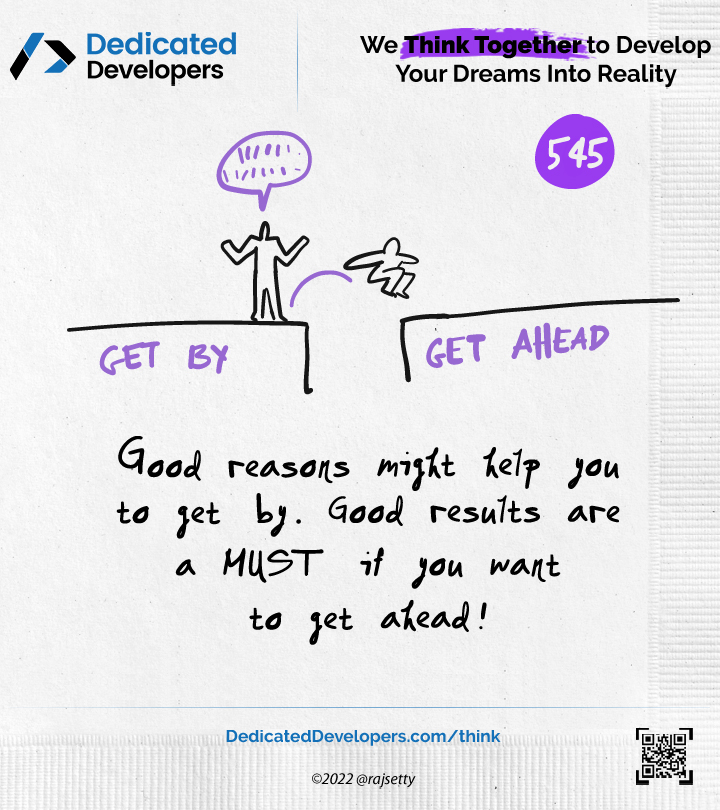 Dedicated
Developers
We Think Together to Develop
Your Dreams Into Reality
545
GET BY
GET AHEAD
Good reasons might help you
to get by. Good results are
a MUST if you want
to get ahead!
DedicatedDevelopers.com/think
©2022 @rajsetty